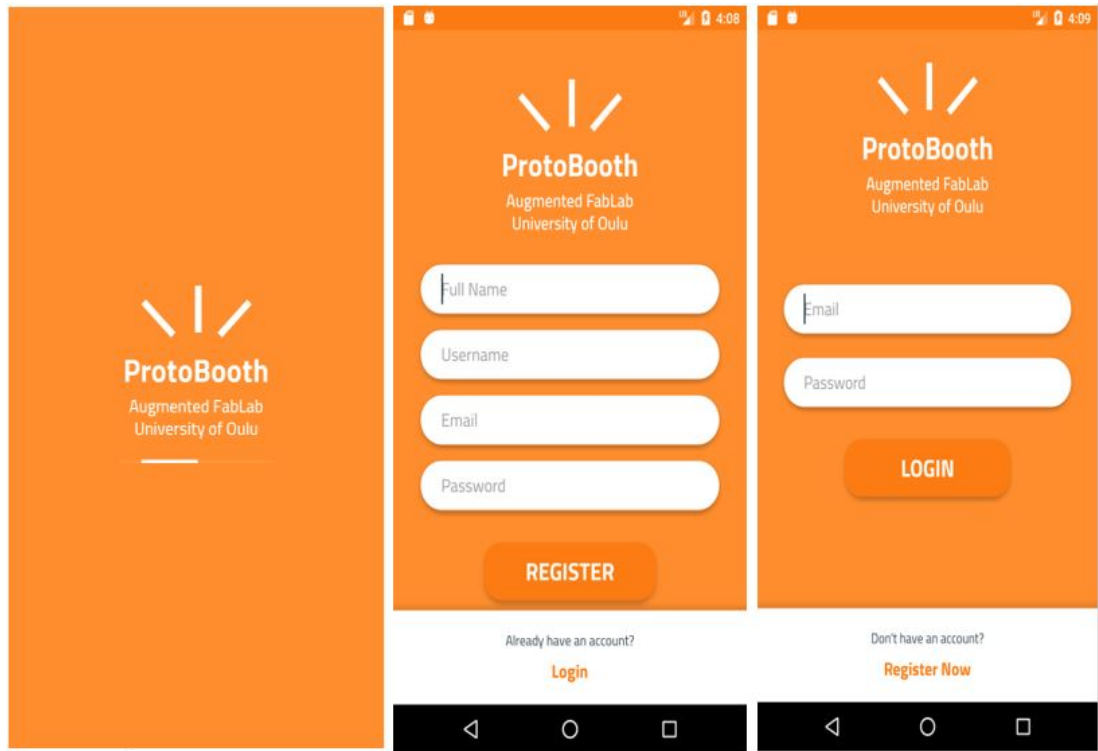 ProtoBooth
Augmented FabLab
University of Oulu
4:08
ProtoBooth
Augmented FabLab
University of Oulu
Full Name
Username
Email
Password
REGISTER
Already have an account?
Login
4:09
ProtoBooth
Augmented FabLab
University of Oulu
Email
Password
LOGIN
Don't have an account?
Register Now